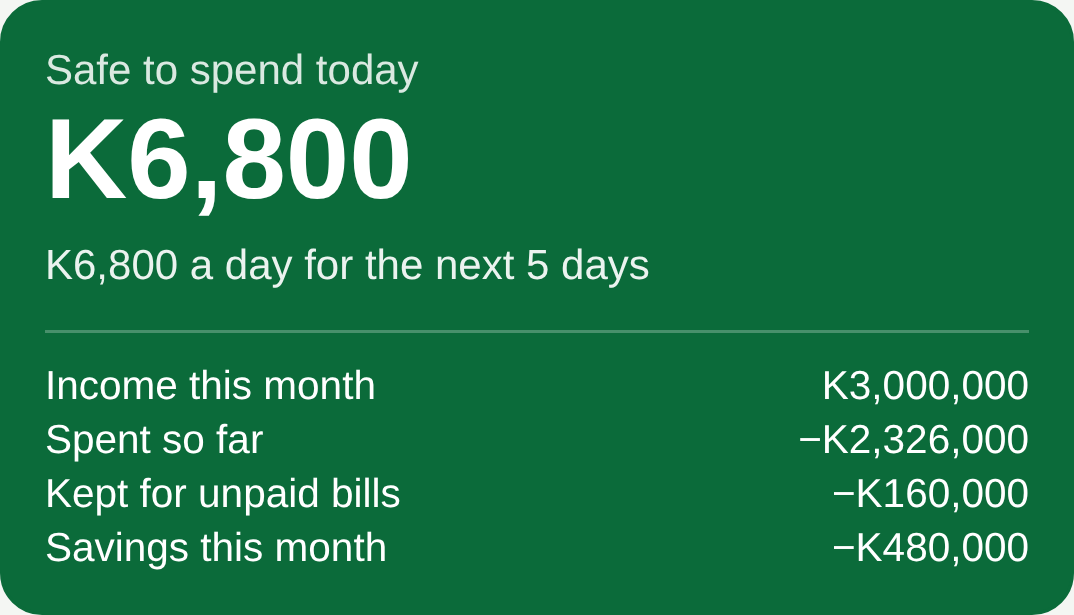 Safe to spend today
K6,800
K6,800 a day for the next 5 days
Income this month K3,000,000
Spent so far −K2,326,000
Kept for unpaid bills −K160,000
Savings this month −K480,000